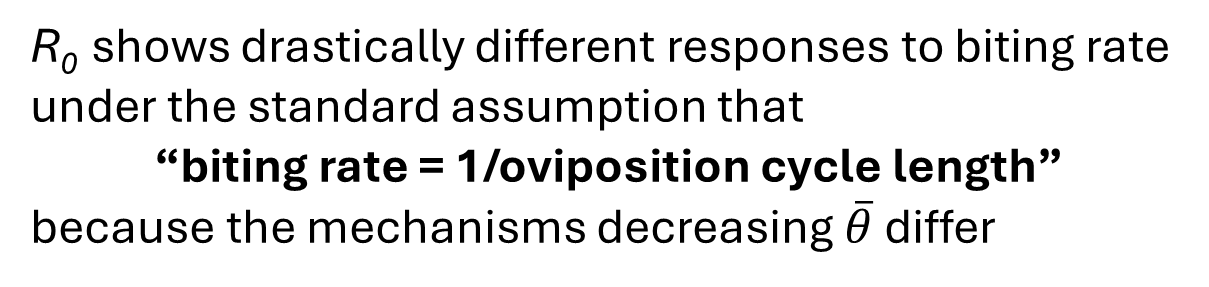 R₀ shows drastically different responses to biting rate
under the standard assumption that
“biting rate = 1/oviposition cycle length”
because the mechanisms decreasing θ̄ differ